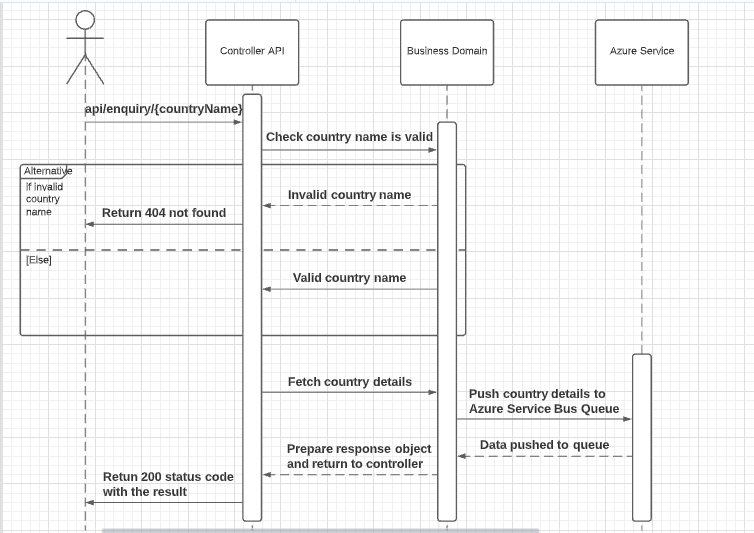 Controller API
Business Domain
Azure Service
api/enquiry/{countryName}
Check country name is valid
Alternative
if invalid
country
name
Invalid country name
Return 404 not found
[Else]
Valid country name
Fetch country details
Push country details to
Azure Service Bus Queue
Data pushed to queue
Prepare response object
and return to controller
Retun 200 status code
with the result